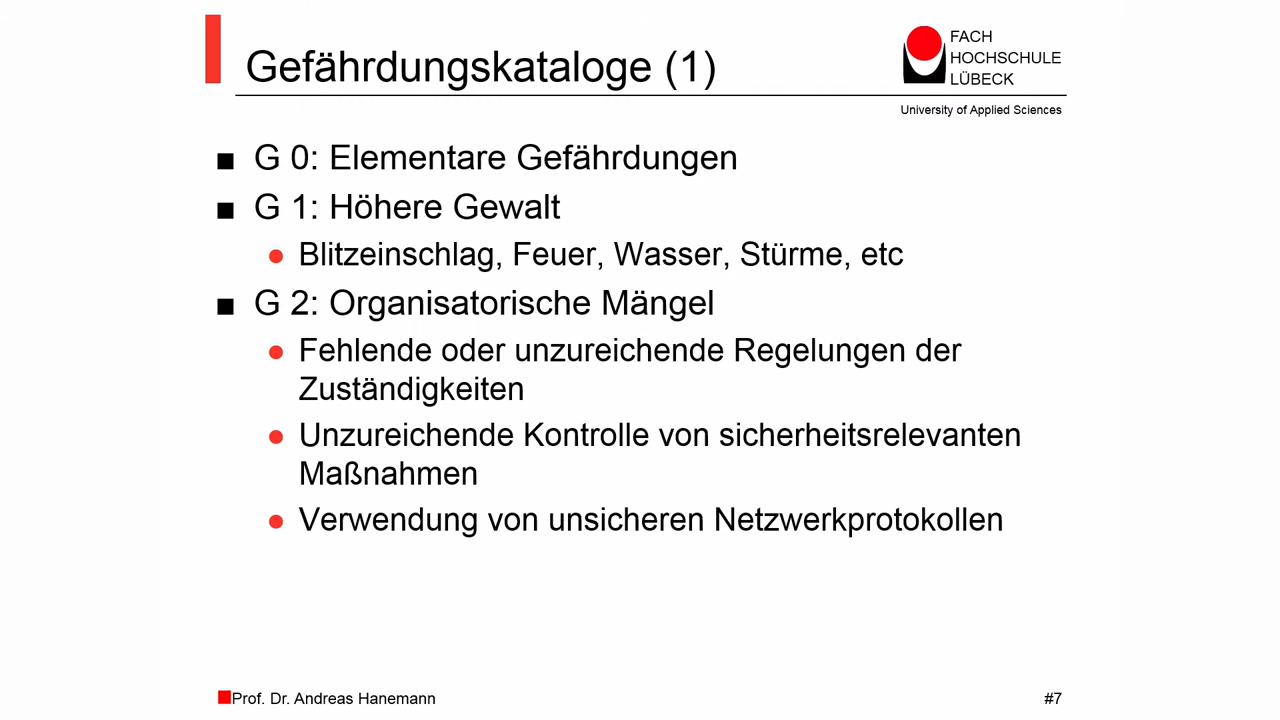 Gefährdungskataloge (1)
FACH
HOCHSCHULE
LÜBECK
University of Applied Sciences
G 0: Elementare Gefährdungen
G 1: Höhere Gewalt
Blitzeinschlag, Feuer, Wasser, Stürme, etc
G 2: Organisatorische Mängel
Fehlende oder unzureichende Regelungen der
Zuständigkeiten
Unzureichende Kontrolle von sicherheitsrelevanten
Maßnahmen
Verwendung von unsicheren Netzwerkprotokollen
Prof. Dr. Andreas Hanemann
#7